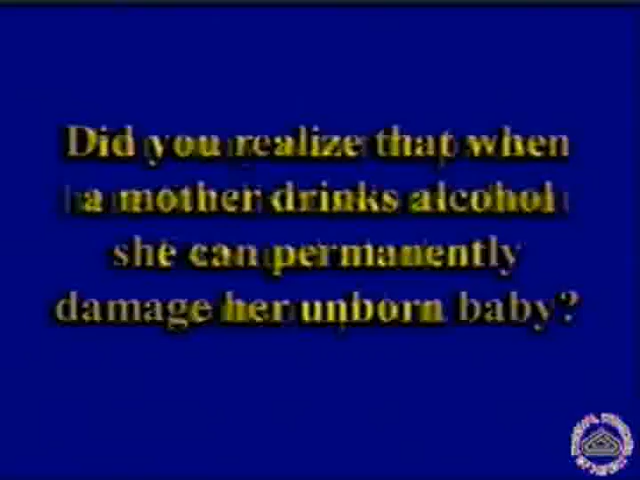 Did you realize that when
a mother drinks alcohol
she can permanently
damage her unborn baby?